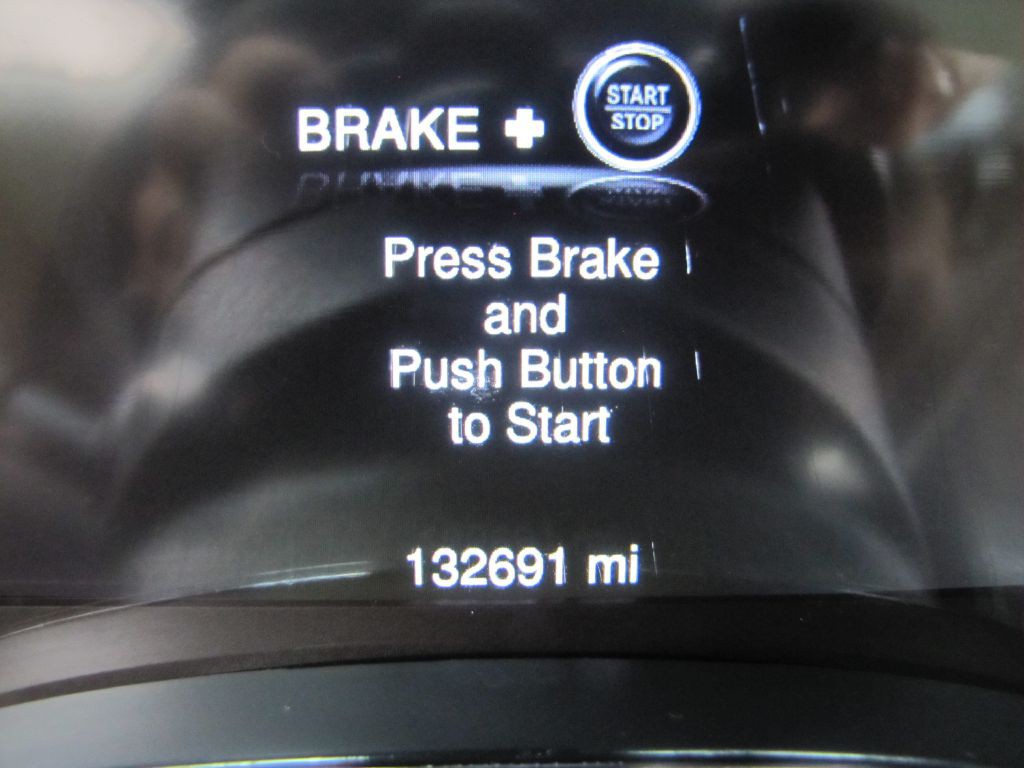 BRAKE + START
STOP
Press Brake
and
Push Button
to Start
132691 mi